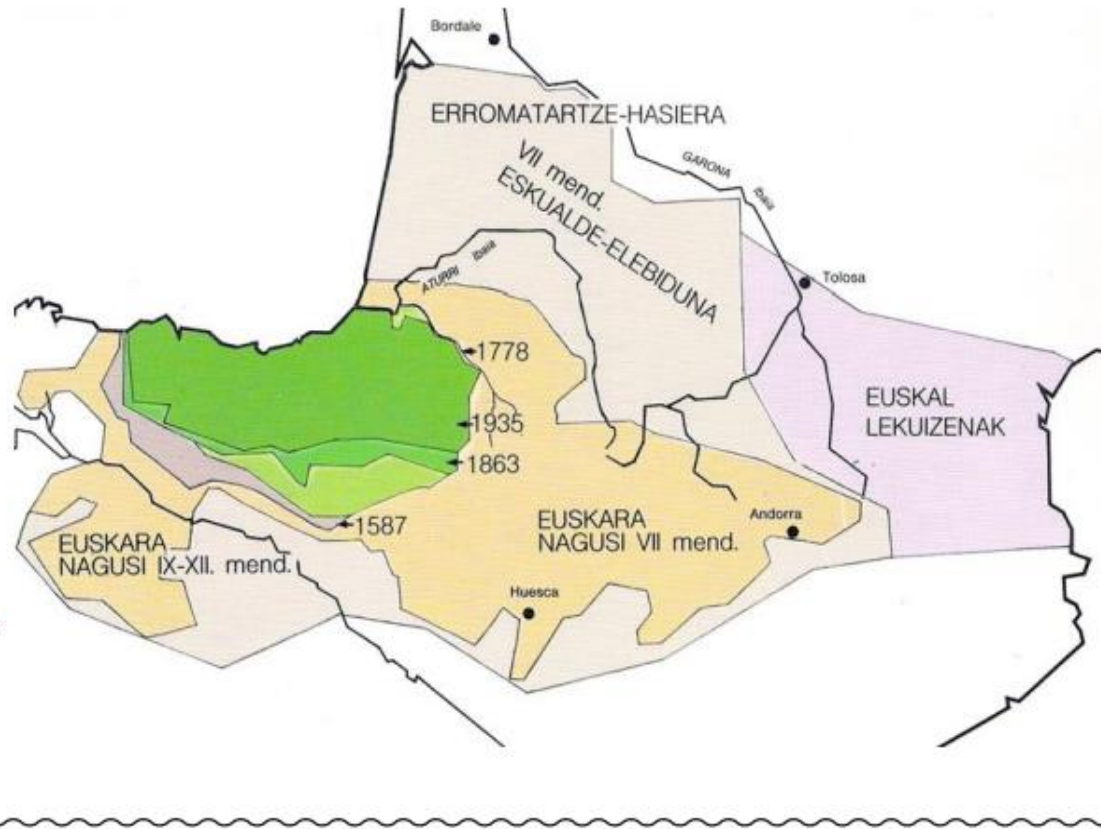 Bordale
ERROMATARTZE-HASIERA
VII mend.
ESKUALDE-ELEBIDUNA
GARONA Ibaia
ATURRI Ibaia
Tolosa
1778
EUSKAL
LEKUIZENAK
1935
1863
1587
EUSKARA
NAGUSI VII mend.
Andorra
EUSKARA
NAGUSI IX-XII. mend.
Huesca